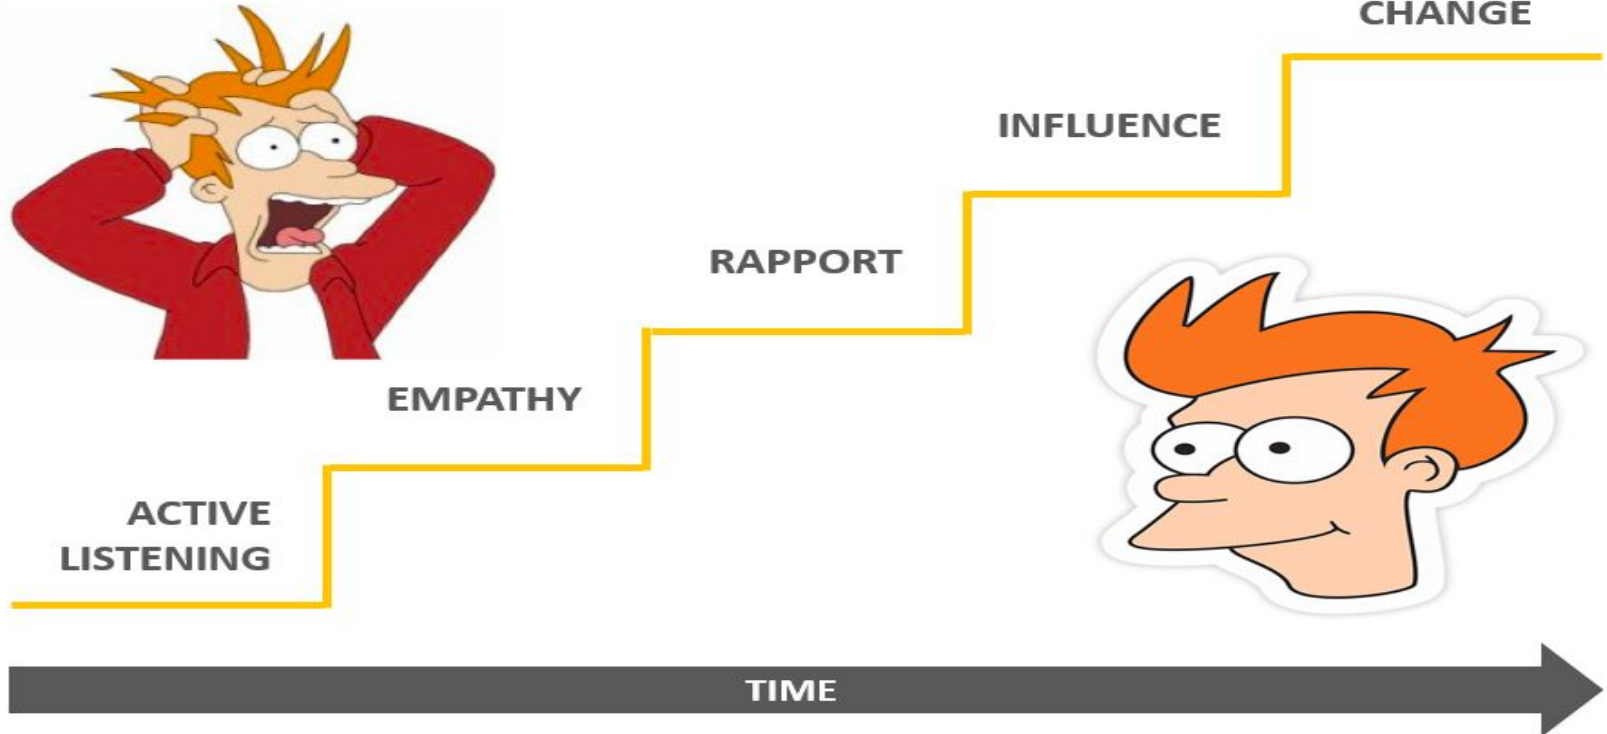 CHANGE
INFLUENCE
RAPPORT
EMPATHY
ACTIVE
LISTENING
TIME